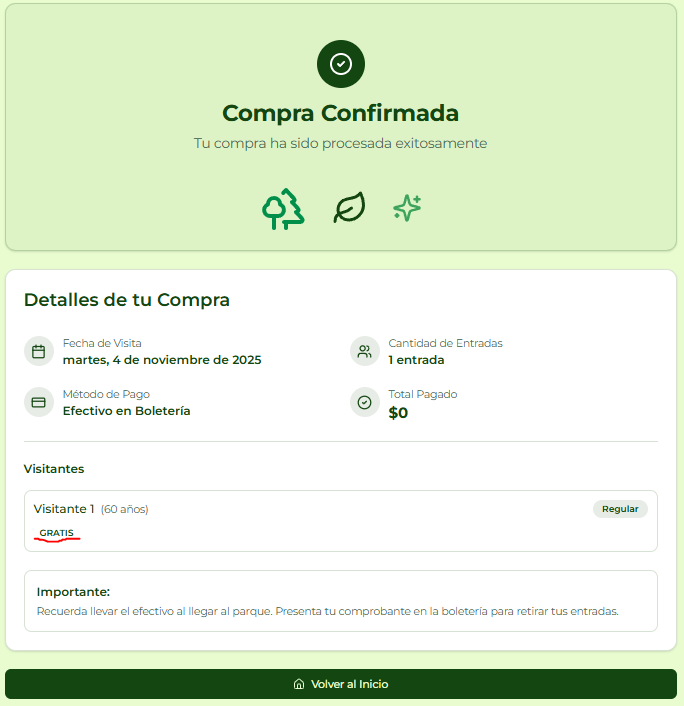 Compra Confirmada
Tu compra ha sido procesada exitosamente
Detalles de tu Compra
Fecha de Visita
martes, 4 de noviembre de 2025
Cantidad de Entradas
1 entrada
Método de Pago
Efectivo en Boletería
Total Pagado
$0
Visitantes
Visitante 1 (60 años)
Regular
GRATIS
Importante:
Recuerda llevar el efectivo al llegar al parque. Presenta tu comprobante en la boletería para retirar tus entradas.
Volver al Inicio